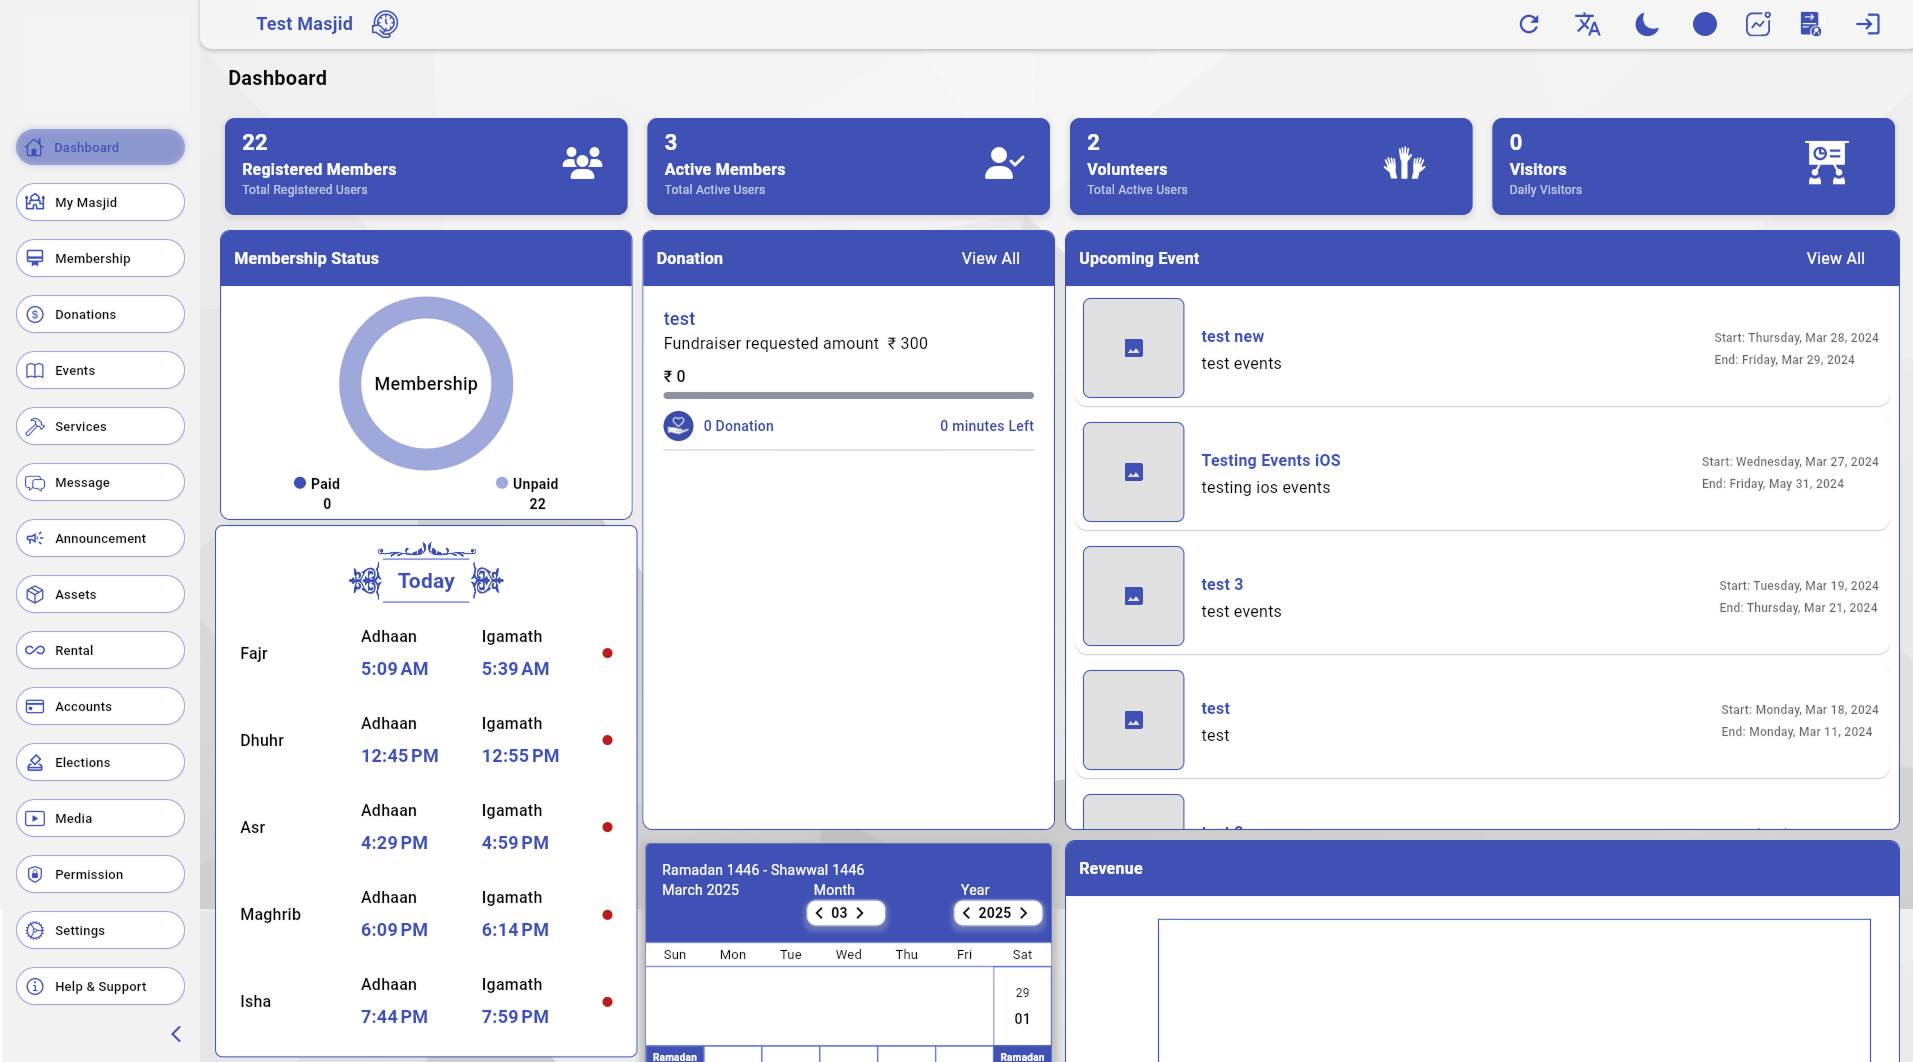 Test Masjid
Dashboard
Dashboard
My Masjid
Membership
Donations
Events
Services
Message
Announcement
Assets
Rental
Accounts
Elections
Media
Permission
Settings
Help & Support
22
Registered Members
Total Registered Users
3
Active Members
Total Active Users
2
Volunteers
Total Active Users
0
Visitors
Daily Visitors
Membership Status
Membership
Paid
0
Unpaid
22
Today
Fajr
Adhaan
5:09 AM
Igamath
5:39 AM
Dhuhr
Adhaan
12:45 PM
Igamath
12:55 PM
Asr
Adhaan
4:29 PM
Igamath
4:59 PM
Maghrib
Adhaan
6:09 PM
Igamath
6:14 PM
Isha
Adhaan
7:44 PM
Igamath
7:59 PM
Donation
View All
test
Fundraiser requested amount ₹ 300
₹ 0
0 Donation
0 minutes Left
Upcoming Event
View All
test new
test events
Start: Thursday, Mar 28, 2024
End: Friday, Mar 29, 2024
Testing Events iOS
testing ios events
Start: Wednesday, Mar 27, 2024
End: Friday, May 31, 2024
test 3
test events
Start: Tuesday, Mar 19, 2024
End: Thursday, Mar 21, 2024
test
test
Start: Monday, Mar 18, 2024
End: Monday, Mar 11, 2024
Ramadan 1446 - Shawwal 1446
March 2025
Month
03
Year
2025
Sun Mon Tue Wed Thu Fri Sat
29
01
Ramadan
Ramadan
Revenue